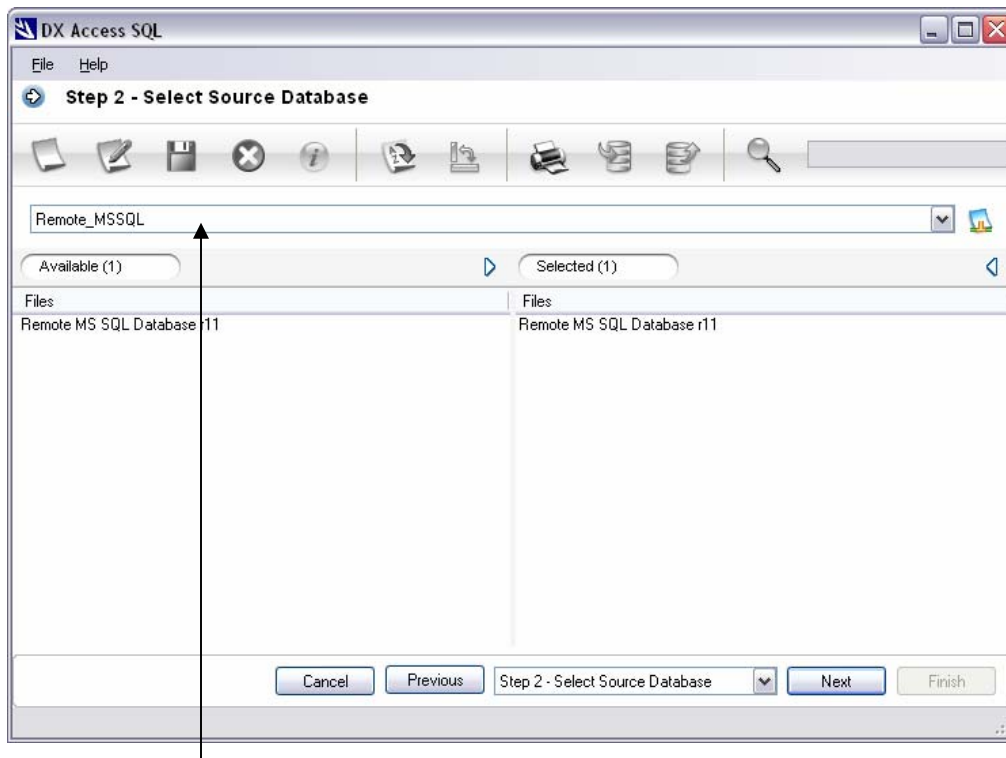 DX Access SQL
File Help
Step 2 - Select Source Database
Remote_MSSQL
Available (1) Selected (1)
Files Files
Remote MS SQL Database r11 Remote MS SQL Database r11
Cancel Previous Step 2 - Select Source Database Next Finish